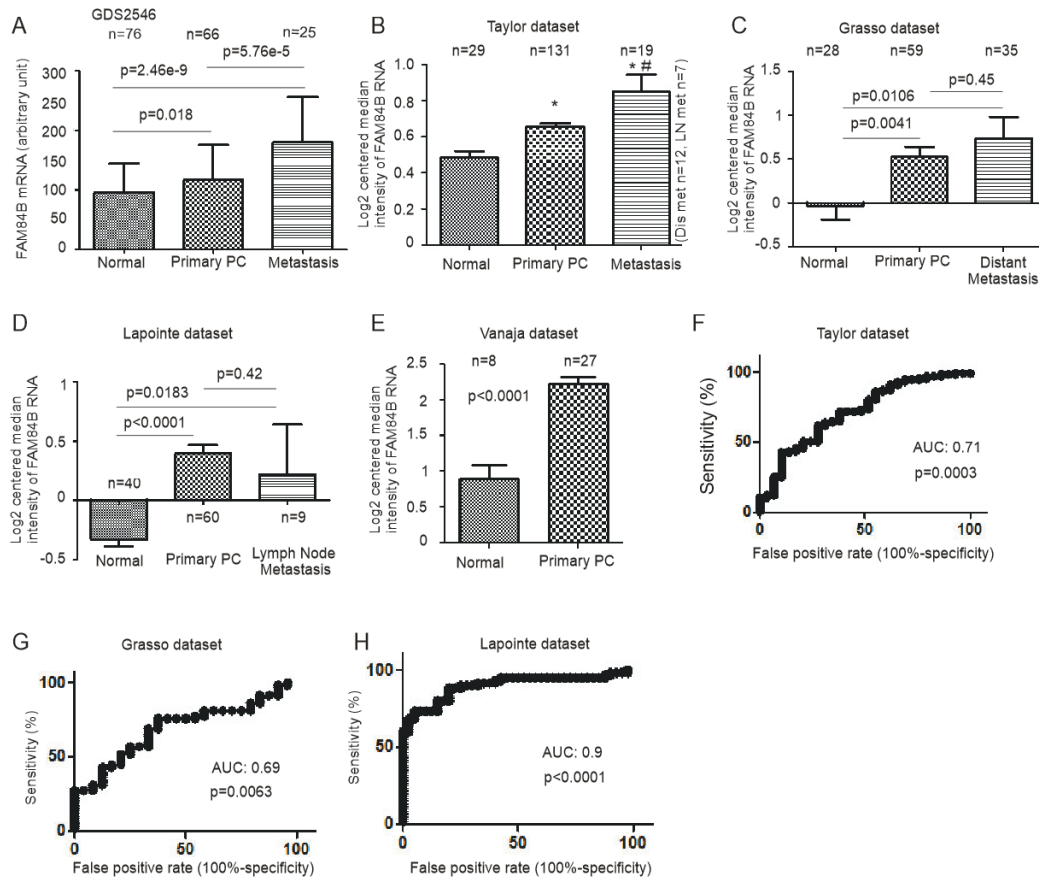 A
GDS2546
n=76
n=66
n=25
p=5.76e-5
p=2.46e-9
p=0.018
FAM84B mRNA (arbitrary unit)
300
250
200
150
100
50
0
Normal
Primary PC
Metastasis
B
Taylor dataset
n=29
n=131
n=19
* #
*
Log2 centered median
intensity of FAM84B RNA
1.0
0.8
0.6
0.4
0.2
0
Normal
Primary PC
Metastasis
(Dis met n=12, LN met n=7)
C
Grasso dataset
n=28
n=59
n=35
p=0.45
p=0.0106
p=0.0041
Log2 centered median
intensity of FAM84B RNA
1.5
1
0.5
0
-0.5
Normal
Primary PC
Distant
Metastasis
D
Lapointe dataset
p=0.42
p=0.0183
p<0.0001
n=40
n=60
n=9
Log2 centered median
intensity of FAM84B RNA
1
0.5
0
-0.5
Normal
Primary PC
Lymph Node
Metastasis
E
Vanaja dataset
n=8
n=27
p<0.0001
Log2 centered median
intensity of FAM84B RNA
2.5
2
1.5
1
0.5
0
Normal
Primary PC
F
Taylor dataset
Sensitivity (%)
100
50
0
AUC: 0.71
p=0.0003
0
50
100
False positive rate (100%-specificity)
G
Grasso dataset
Sensitivity (%)
100
50
0
AUC: 0.69
p=0.0063
0
50
100
False positive rate (100%-specificity)
H
Lapointe dataset
Sensitivity (%)
100
50
0
AUC: 0.9
p<0.0001
0
50
100
False positive rate (100%-specificity)